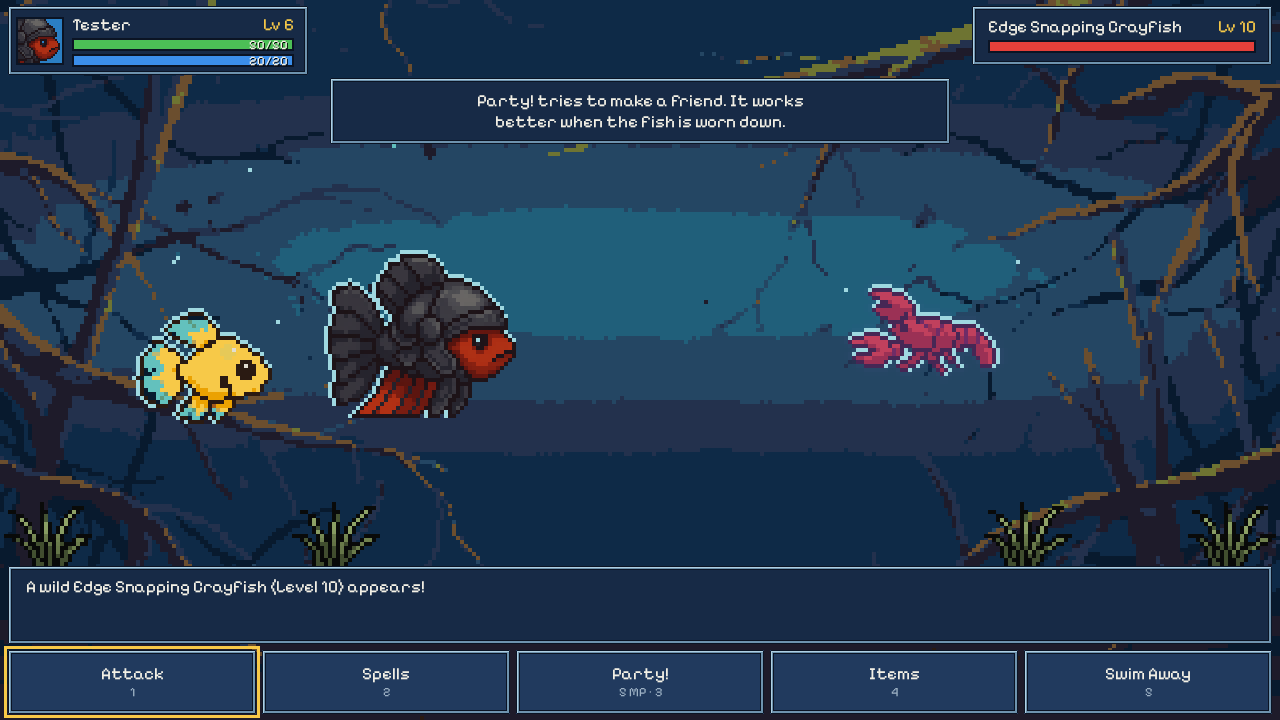 Tester Lv 6
30/30
20/20
Edge Snapping Crayfish Lv 10
Party! tries to make a friend. It works
better when the fish is worn down.
A wild Edge Snapping Crayfish (Level 10) appears!
Attack
1
Spells
2
Party!
5 MP · 3
Items
4
Swim Away
5